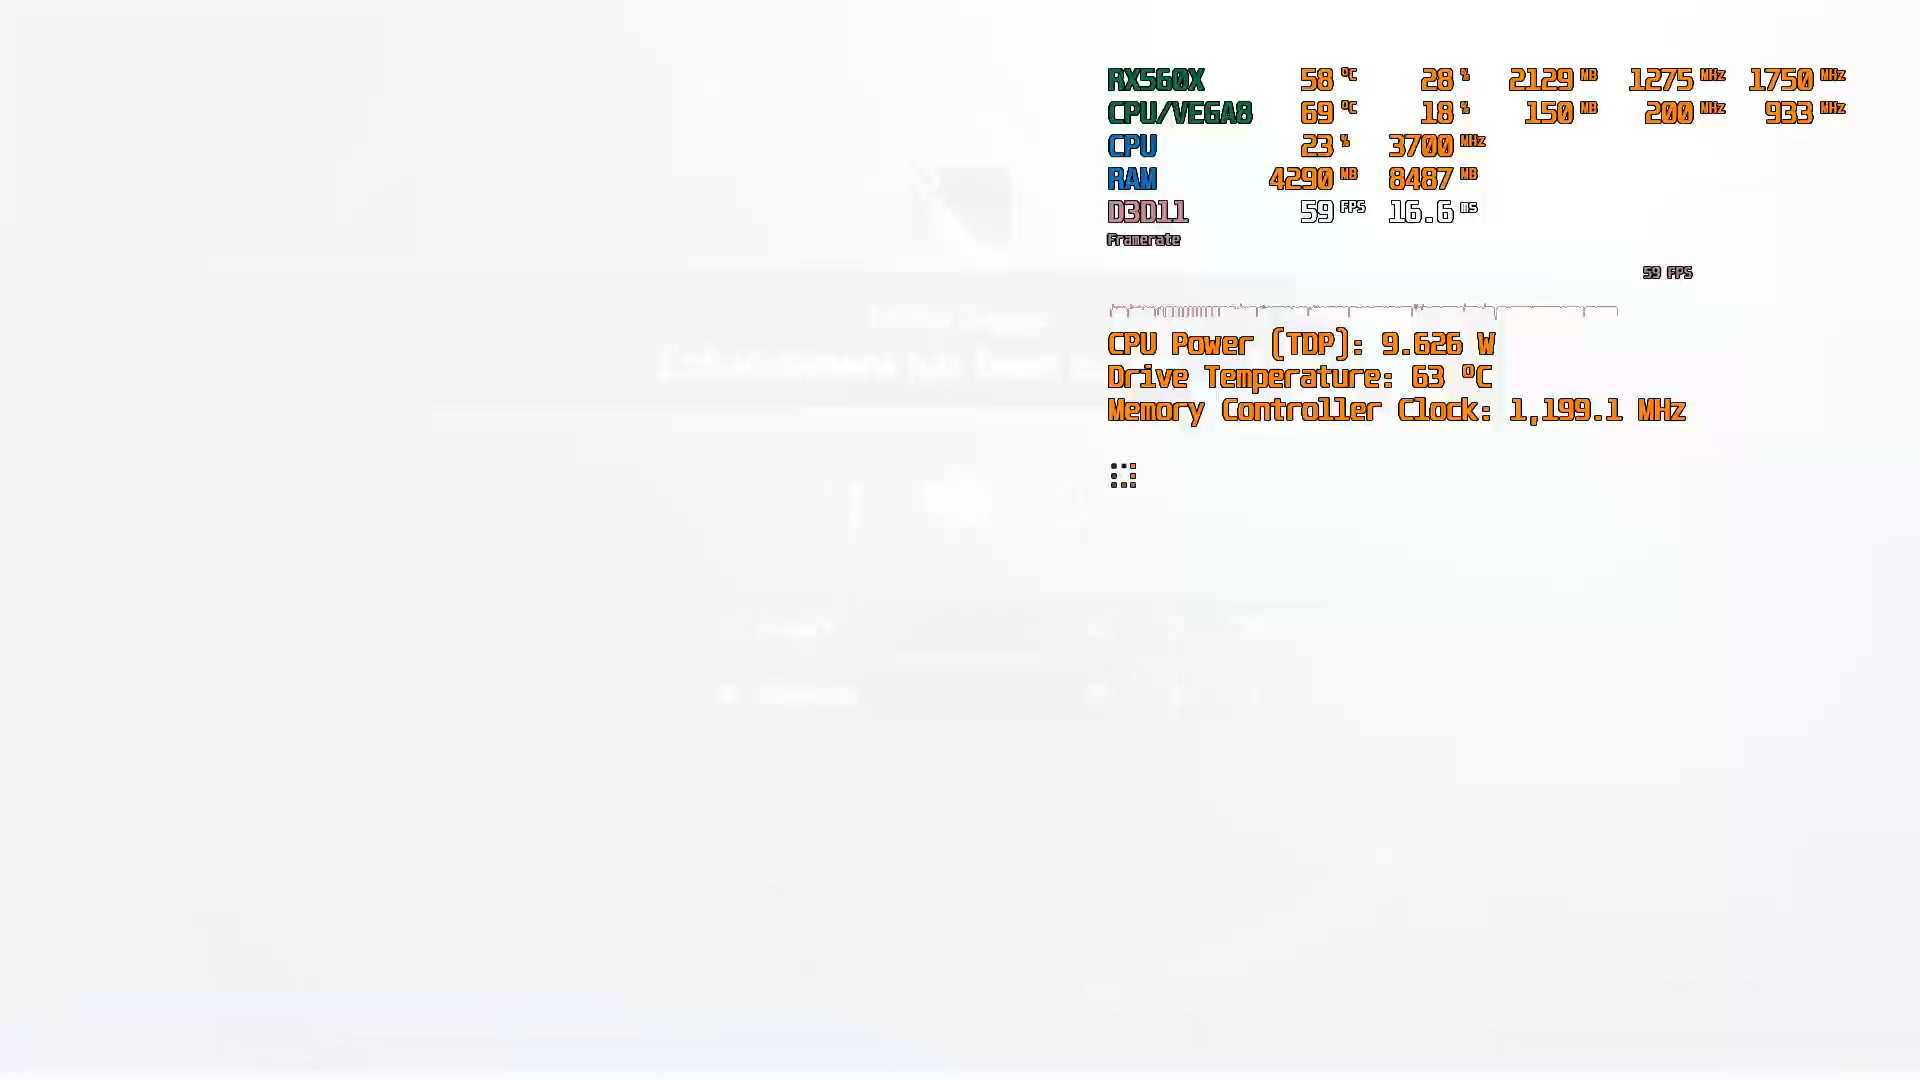 RX560X 58 °C 28 % 2129 MB 1275 MHz 1750 MHz
CPU/VEGA8 69 °C 18 % 150 MB 200 MHz 933 MHz
CPU 23 % 3700 MHz
RAM 4290 MB 8487 MB
D3D11 59 FPS 16.6 ms
Framerate
59 FPS
CPU Power (TDP): 9.626 W
Drive Temperature: 63 °C
Memory Controller Clock: 1,199.1 MHz